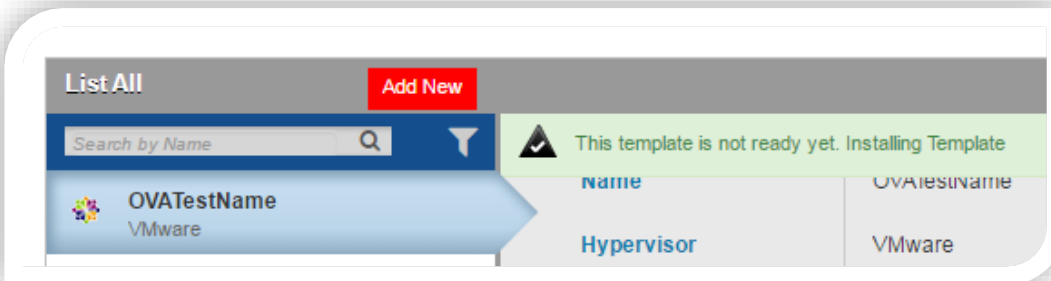 List All
Add New
Search by Name
This template is not ready yet. Installing Template
OVATestName
VMware
Name
OVATestName
Hypervisor
VMware